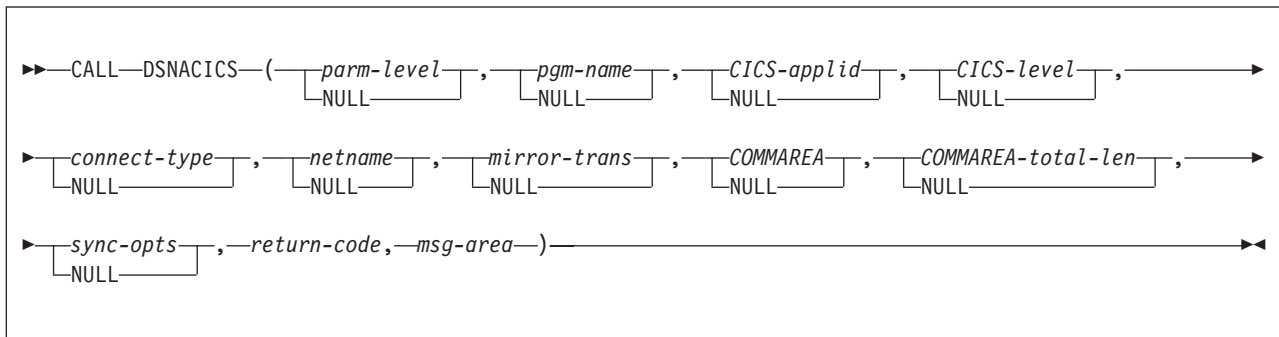 CALL DSNACICS ( parm-level , pgm-name , CICS-applid , CICS-level ,
NULL NULL NULL NULL
connect-type , netname , mirror-trans , COMMAREA , COMMAREA-total-len ,
NULL NULL NULL NULL NULL
sync-opts , return-code, msg-area )
NULL